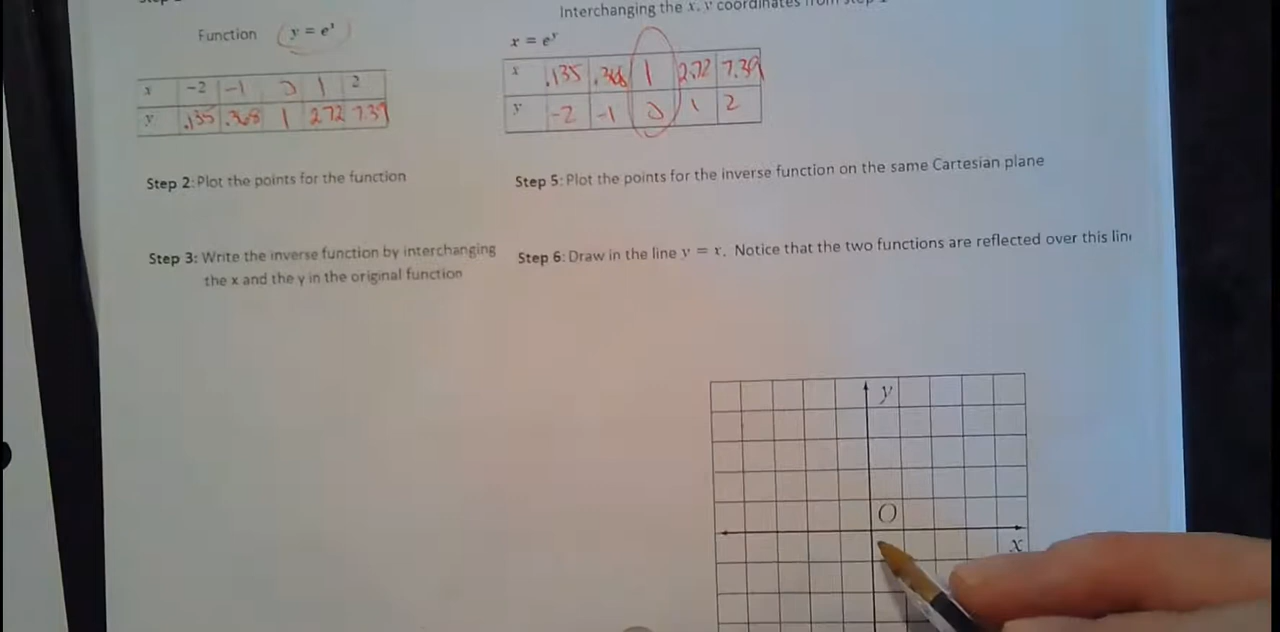 Interchanging the x, y coordinates from step 1
Function y = eˣ
x -2 -1 0 1 2
y .135 .368 1 2.72 7.39
x = eʸ
x .135 .368 1 2.72 7.39
y -2 -1 0 1 2
Step 2: Plot the points for the function
Step 5: Plot the points for the inverse function on the same Cartesian plane
Step 3: Write the inverse function by interchanging
the x and the y in the original function
Step 6: Draw in the line y = x. Notice that the two functions are reflected over this line
y
O
x